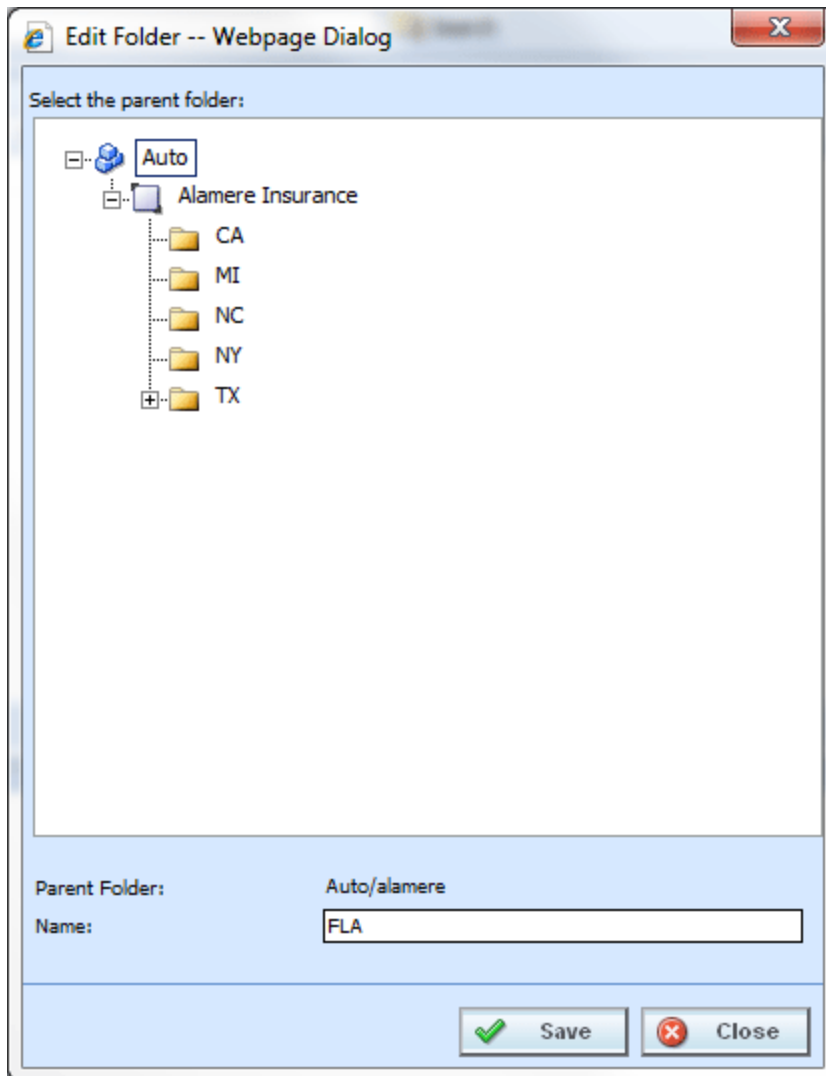 Edit Folder -- Webpage Dialog
Select the parent folder:
Auto
Alamere Insurance
CA
MI
NC
NY
TX
Parent Folder: Auto/alamere
Name: FLA
Save Close